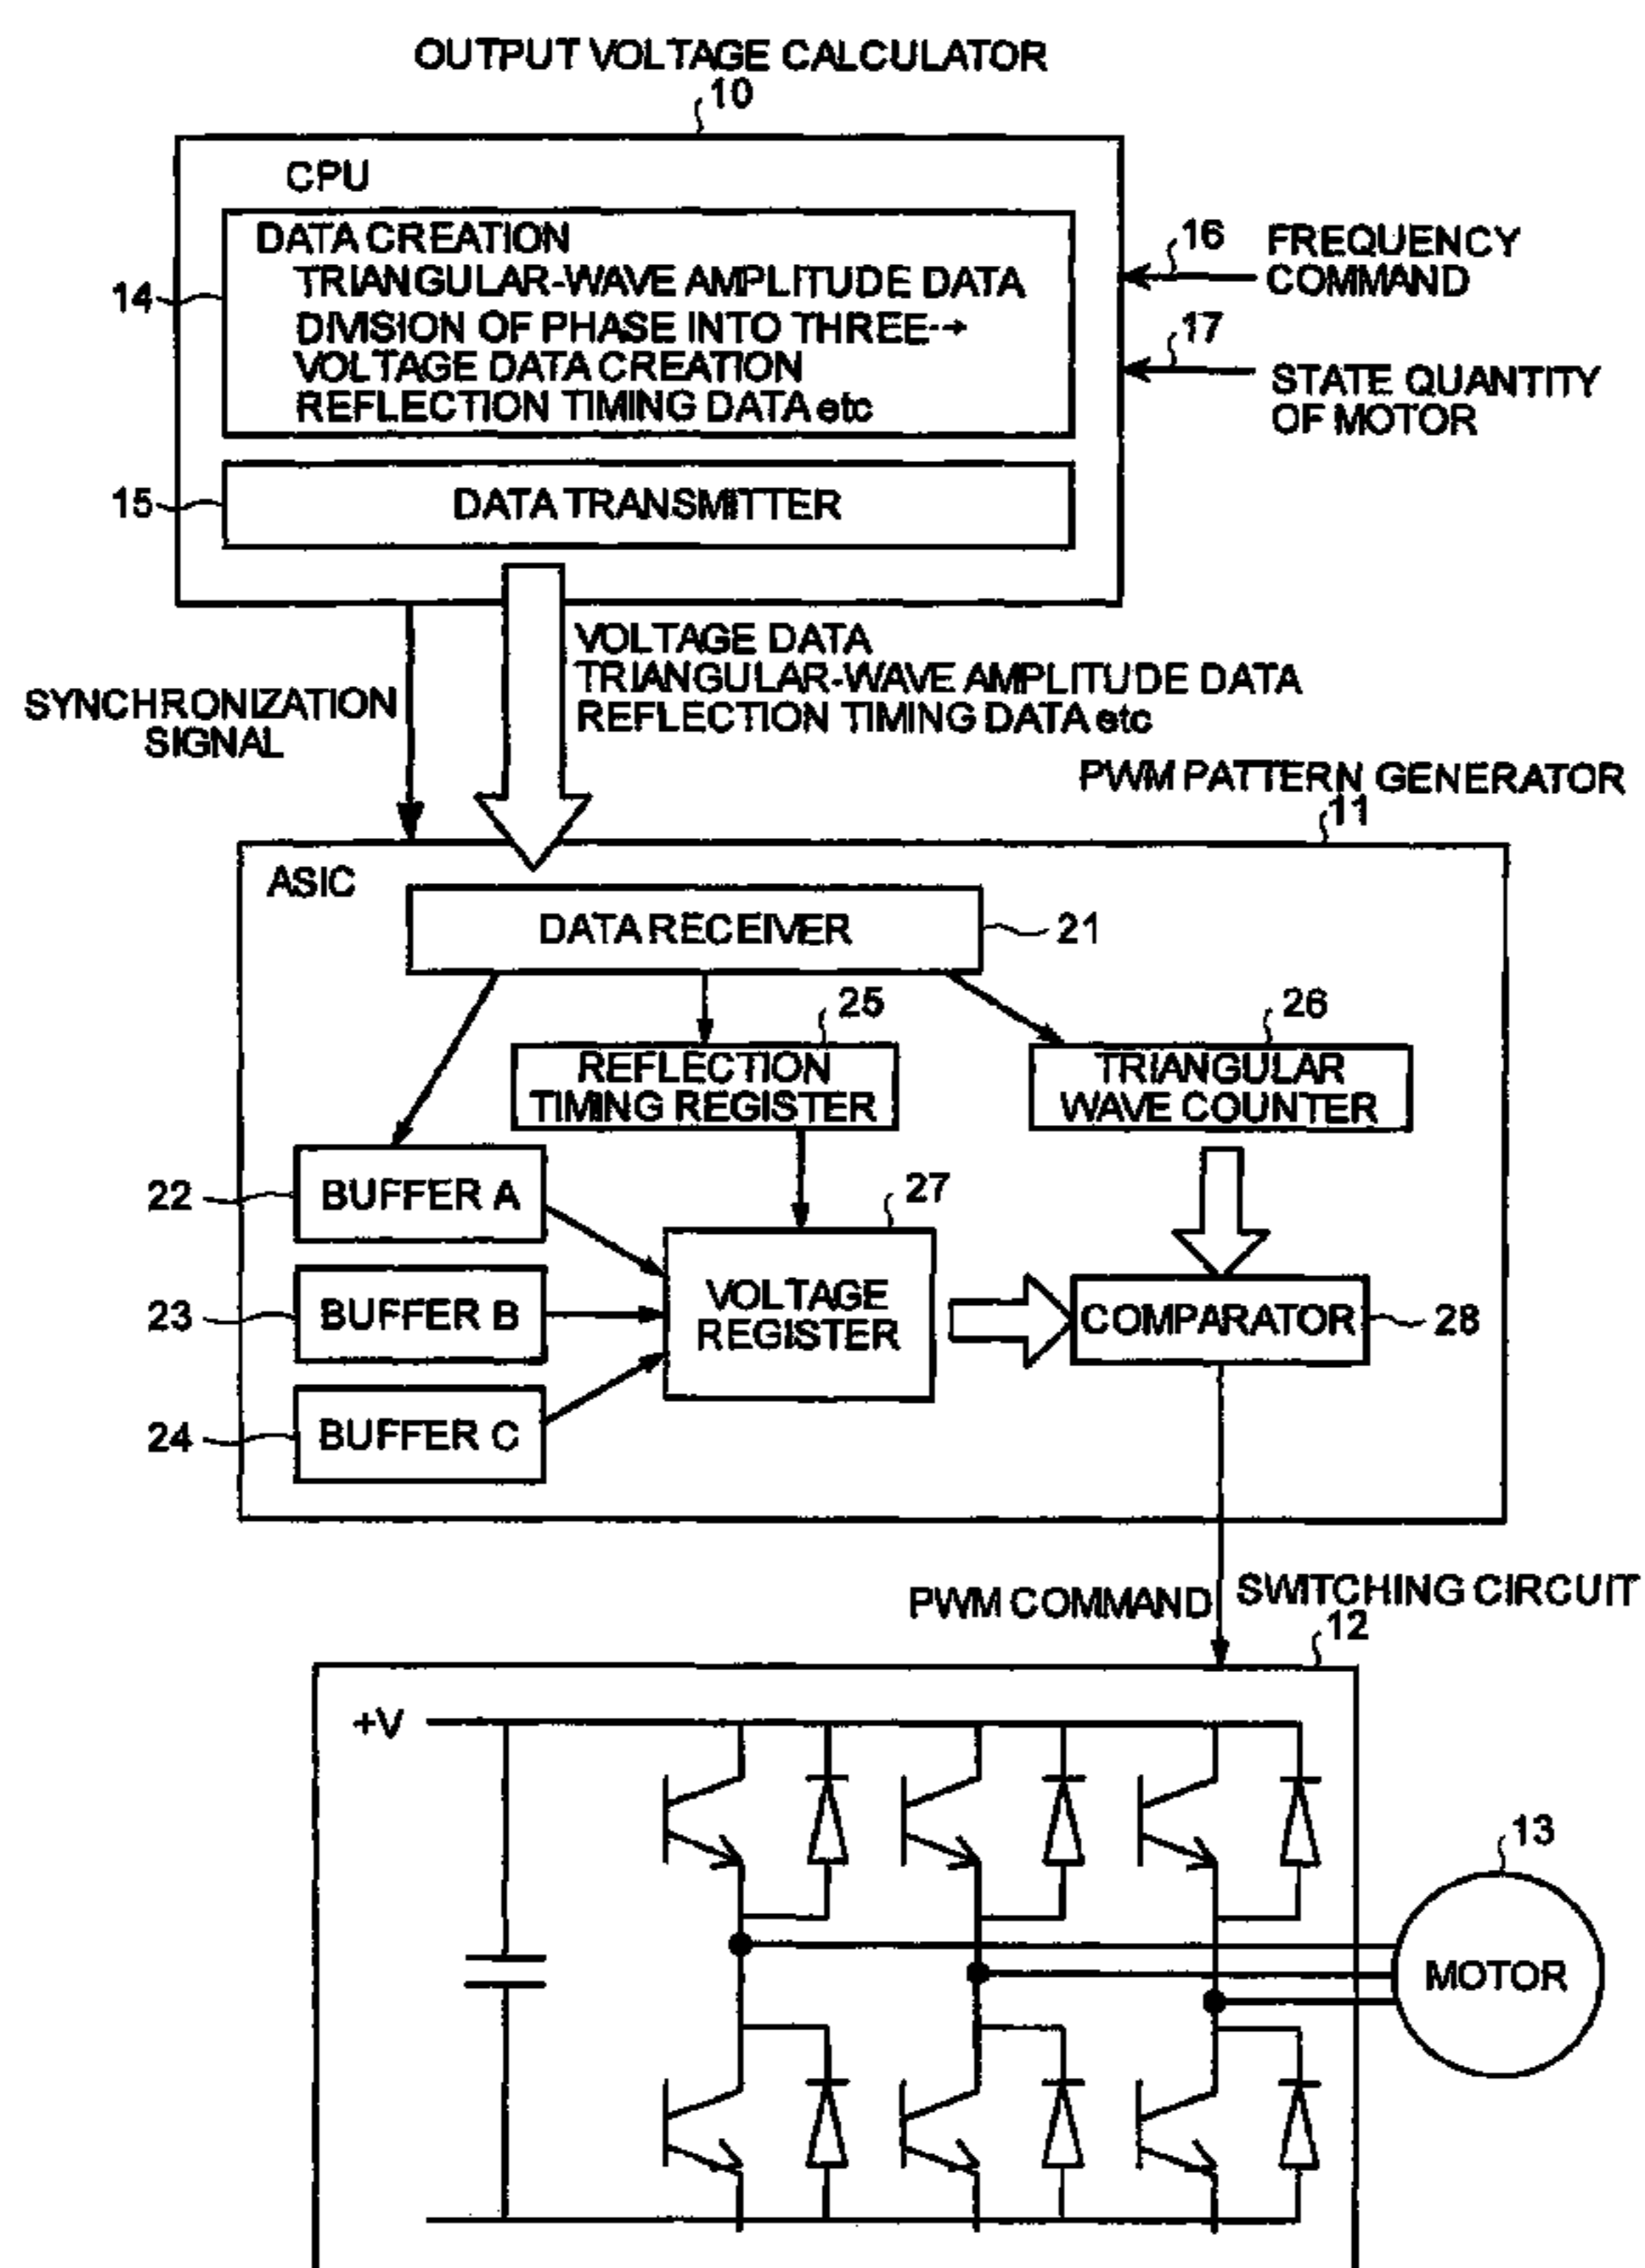 OUTPUT VOLTAGE CALCULATOR
10
CPU
DATA CREATION
TRIANGULAR-WAVE AMPLITUDE DATA
DIVISION OF PHASE INTO THREE-→
VOLTAGE DATA CREATION
REFLECTION TIMING DATA etc
14
DATA TRANSMITTER
15
16
FREQUENCY
COMMAND
17
STATE QUANTITY
OF MOTOR
SYNCHRONIZATION
SIGNAL
VOLTAGE DATA
TRIANGULAR-WAVE AMPLITUDE DATA
REFLECTION TIMING DATA etc
PWM PATTERN GENERATOR
11
ASIC
DATA RECEIVER
21
25
REFLECTION
TIMING REGISTER
26
TRIANGULAR
WAVE COUNTER
22
BUFFER A
23
BUFFER B
24
BUFFER C
27
VOLTAGE
REGISTER
COMPARATOR
28
PWM COMMAND
SWITCHING CIRCUIT
12
+V
13
MOTOR